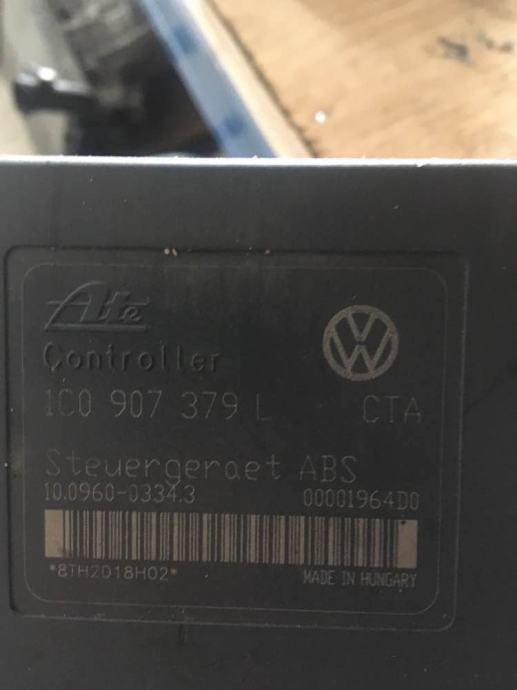 Ate
Controller
1C0 907 379 L CTA
Steuergeraet ABS
10.0960-0334.3 00001964D0
*8TH2018H02* MADE IN HUNGARY